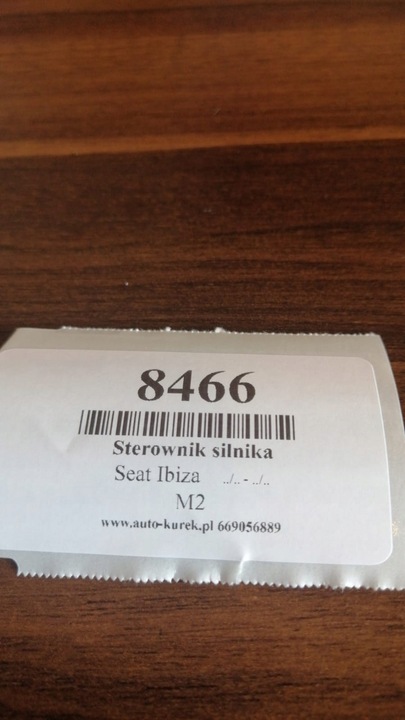 8466
Sterownik silnika
Seat Ibiza ../.. - ../..
M2
www.auto-kurek.pl 669056889